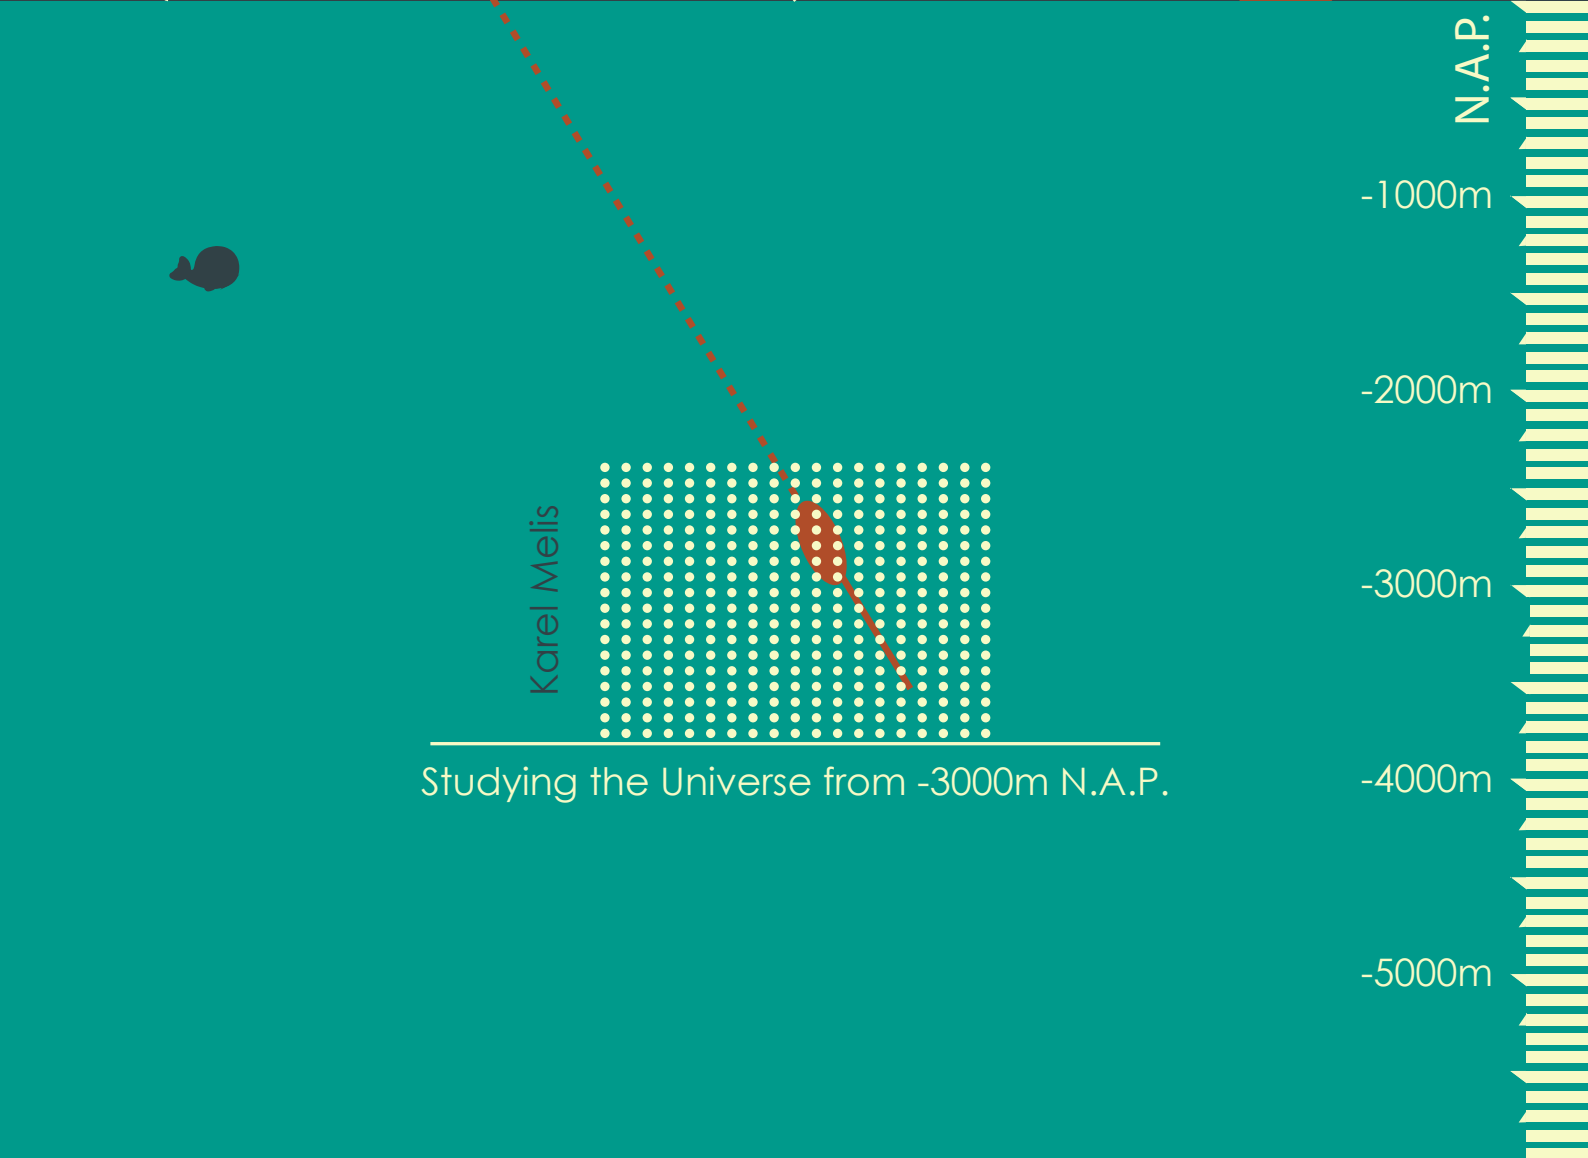 N.A.P.
-1000m
-2000m
Karel Melis
-3000m
Studying the Universe from -3000m N.A.P.
-4000m
-5000m